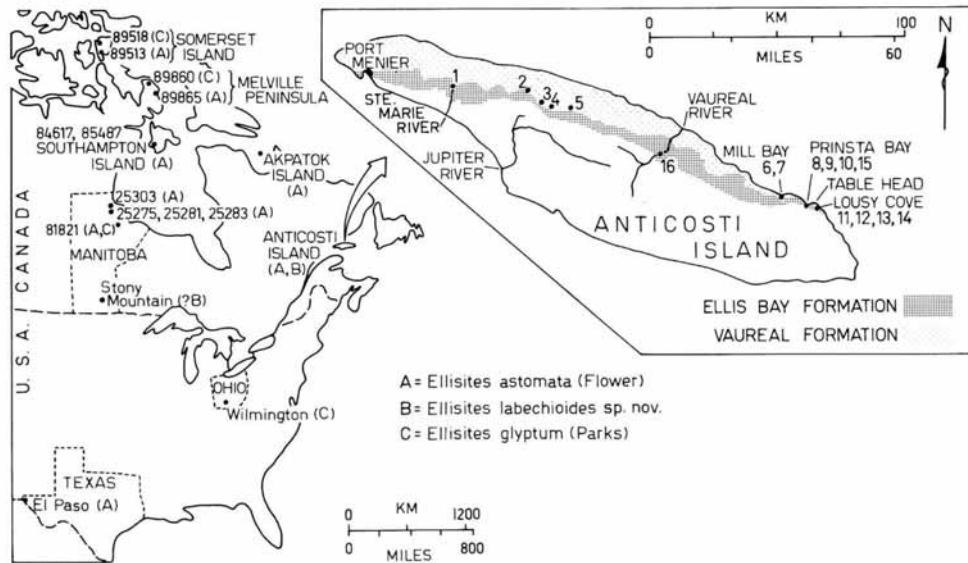 89518 (C)
89513 (A)
SOMERSET
ISLAND
89860 (C)
89865 (A)
MELVILLE
PENINSULA
84617, 85487
SOUTHAMPTON
ISLAND (A)
AKPATOK
ISLAND
(A)
25303 (A)
25275, 25281, 25283 (A)
81821 (A,C)
MANITOBA
ANTICOSTI
ISLAND
(A,B)
Stony
Mountain (?B)
U.S.A. CANADA
OHIO
Wilmington (C)
TEXAS
El Paso (A)
0 KM 1200
0 MILES 800
A = Ellisites astomata (Flower)
B = Ellisites labechioides sp. nov.
C = Ellisites glyptum (Parks)
0 KM 100
0 MILES 60
N
PORT
MENIER
1
2
3
4
5
STE.
MARIE
RIVER
VAUREAL
RIVER
JUPITER
RIVER
16
MILL BAY
6,7
PRINSTA BAY
8,9,10,15
TABLE HEAD
LOUSY COVE
11, 12, 13, 14
ANTICOSTI
ISLAND
ELLIS BAY FORMATION
VAUREAL FORMATION